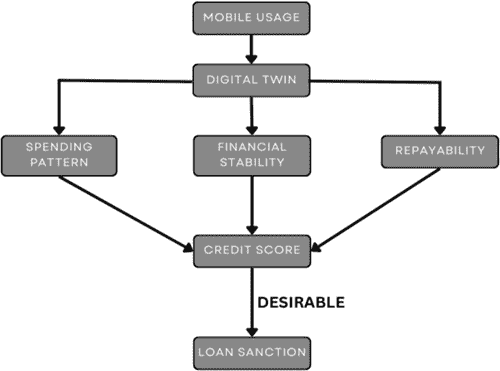 MOBILE USAGE
DIGITAL TWIN
SPENDING
PATTERN
FINANCIAL
STABILITY
REPAYABILITY
CREDIT SCORE
DESIRABLE
LOAN SANCTION